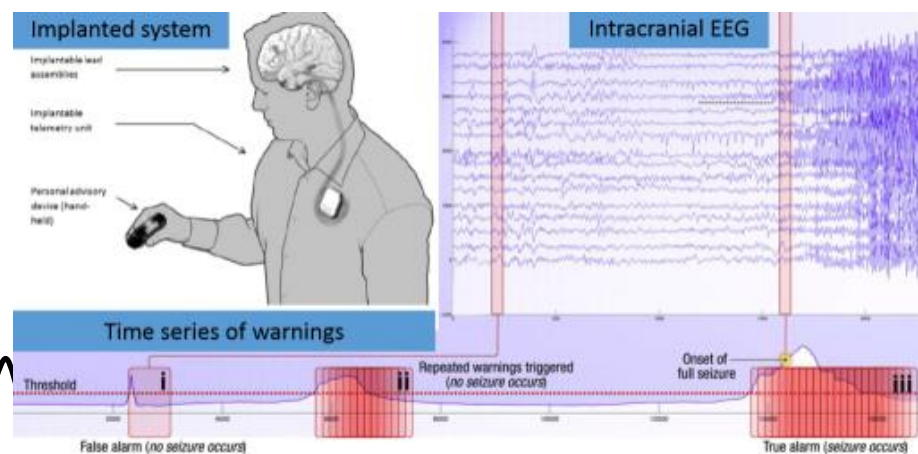 Implanted system
Implantable lead
assemblies
Implantable
telemetry unit
Personal advisory
device (hand-
held)
Intracranial EEG
Time series of warnings
Threshold
i
Repeated warnings triggered
(no seizure occurs)
ii
Onset of
full seizure
iii
False alarm (no seizure occurs)
True alarm (seizure occurs)